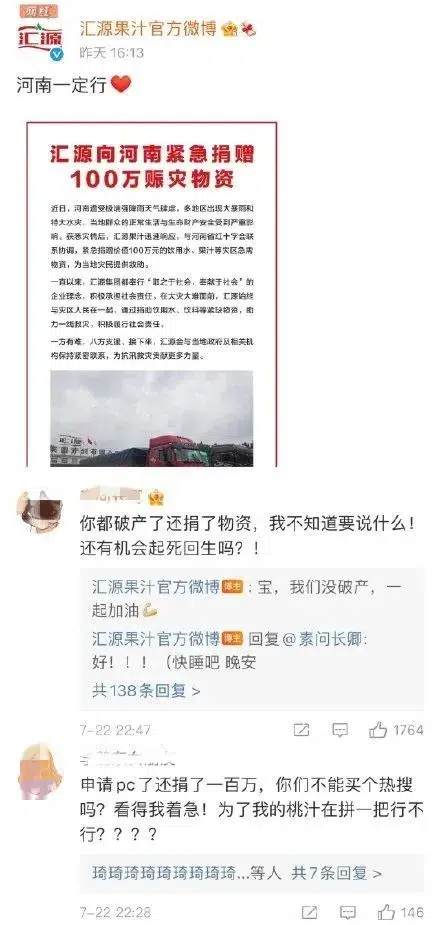 网红
汇源
汇源果汁官方微博
昨天 16:13
河南一定行
汇源向河南紧急捐赠
100万赈灾物资
近日，河南遭受极端强降雨天气肆虐，多地区出现大暴雨和
特大水灾，当地群众的正常生活与生命财产安全受到严重影
响。获悉灾情后，汇源果汁迅速响应，与河南省红十字会联
系协调，紧急捐赠价值100万元的饮用水、果汁等灾区急需
物资，为当地灾民提供救助。
一直以来，汇源集团都奉行“取之于社会，奉献于社会”的
企业理念，积极承担社会责任，在大灾大难面前，汇源始终
与灾区人民在一起，通过捐助饮用水、饮料等紧缺物资，助
力一线救灾，积极履行社会责任。
一方有难，八方支援，接下来，汇源会与当地政府及相关机
构保持紧密联系，为抗汛救灾贡献更多力量。
汇源
你都破产了还捐了物资，我不知道要说什么！
还有机会起死回生吗？！
汇源果汁官方微博 博主：宝，我们没破产，一
起加油
汇源果汁官方微博 博主 回复@素问长卿:
好！！！（快睡吧 晚安
共138条回复 >
7-22 22:47 1764
申请pc了还捐了一百万，你们不能买个热搜
吗？看得我着急！为了我的桃汁在拼一把行不
行？？？？
琦琦琦琦琦琦琦琦琦...等人 共7条回复 >
7-22 22:28 146